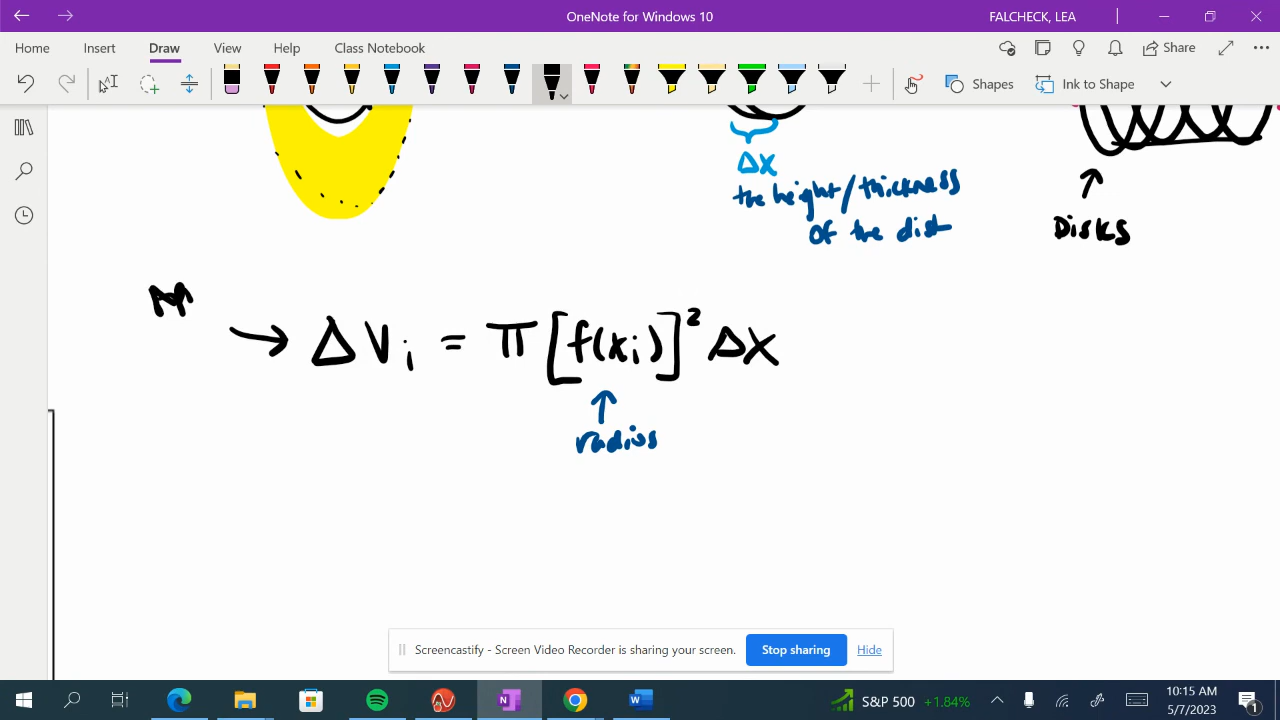 OneNote for Windows 10
FALCHECK, LEA
Home Insert Draw View Help Class Notebook
Share
Shapes
Ink to Shape
Δx
the height/thickness
of the dist
Disks
→ ΔVi = π[f(xi)]² Δx
↑
radius
Screencastify - Screen Video Recorder is sharing your screen.
Stop sharing
Hide
S&P 500 +1.84%
10:15 AM
5/7/2023
1